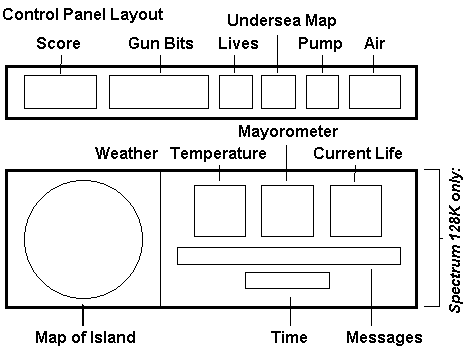 Control Panel Layout
Undersea Map
Score Gun Bits Lives Pump Air
Mayorometer
Weather Temperature Current Life
Spectrum 128K only:
Map of Island Time Messages